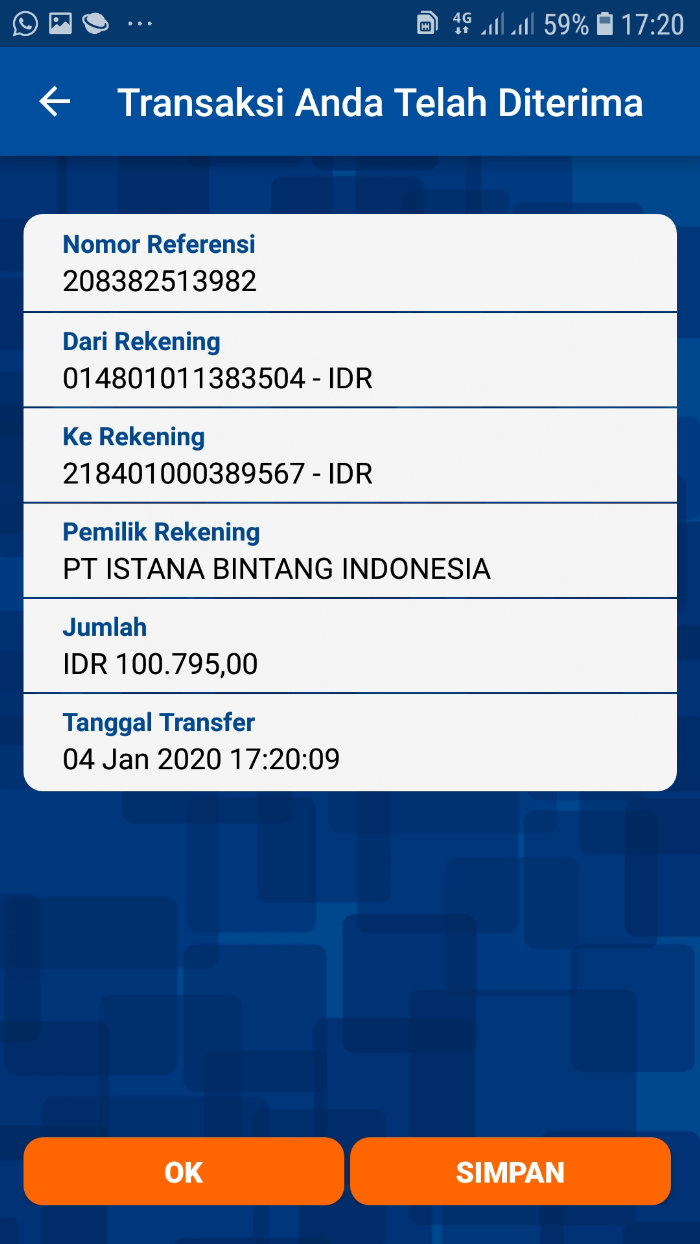 4G 59% 17:20
Transaksi Anda Telah Diterima
Nomor Referensi
208382513982
Dari Rekening
014801011383504 - IDR
Ke Rekening
218401000389567 - IDR
Pemilik Rekening
PT ISTANA BINTANG INDONESIA
Jumlah
IDR 100.795,00
Tanggal Transfer
04 Jan 2020 17:20:09
OK
SIMPAN